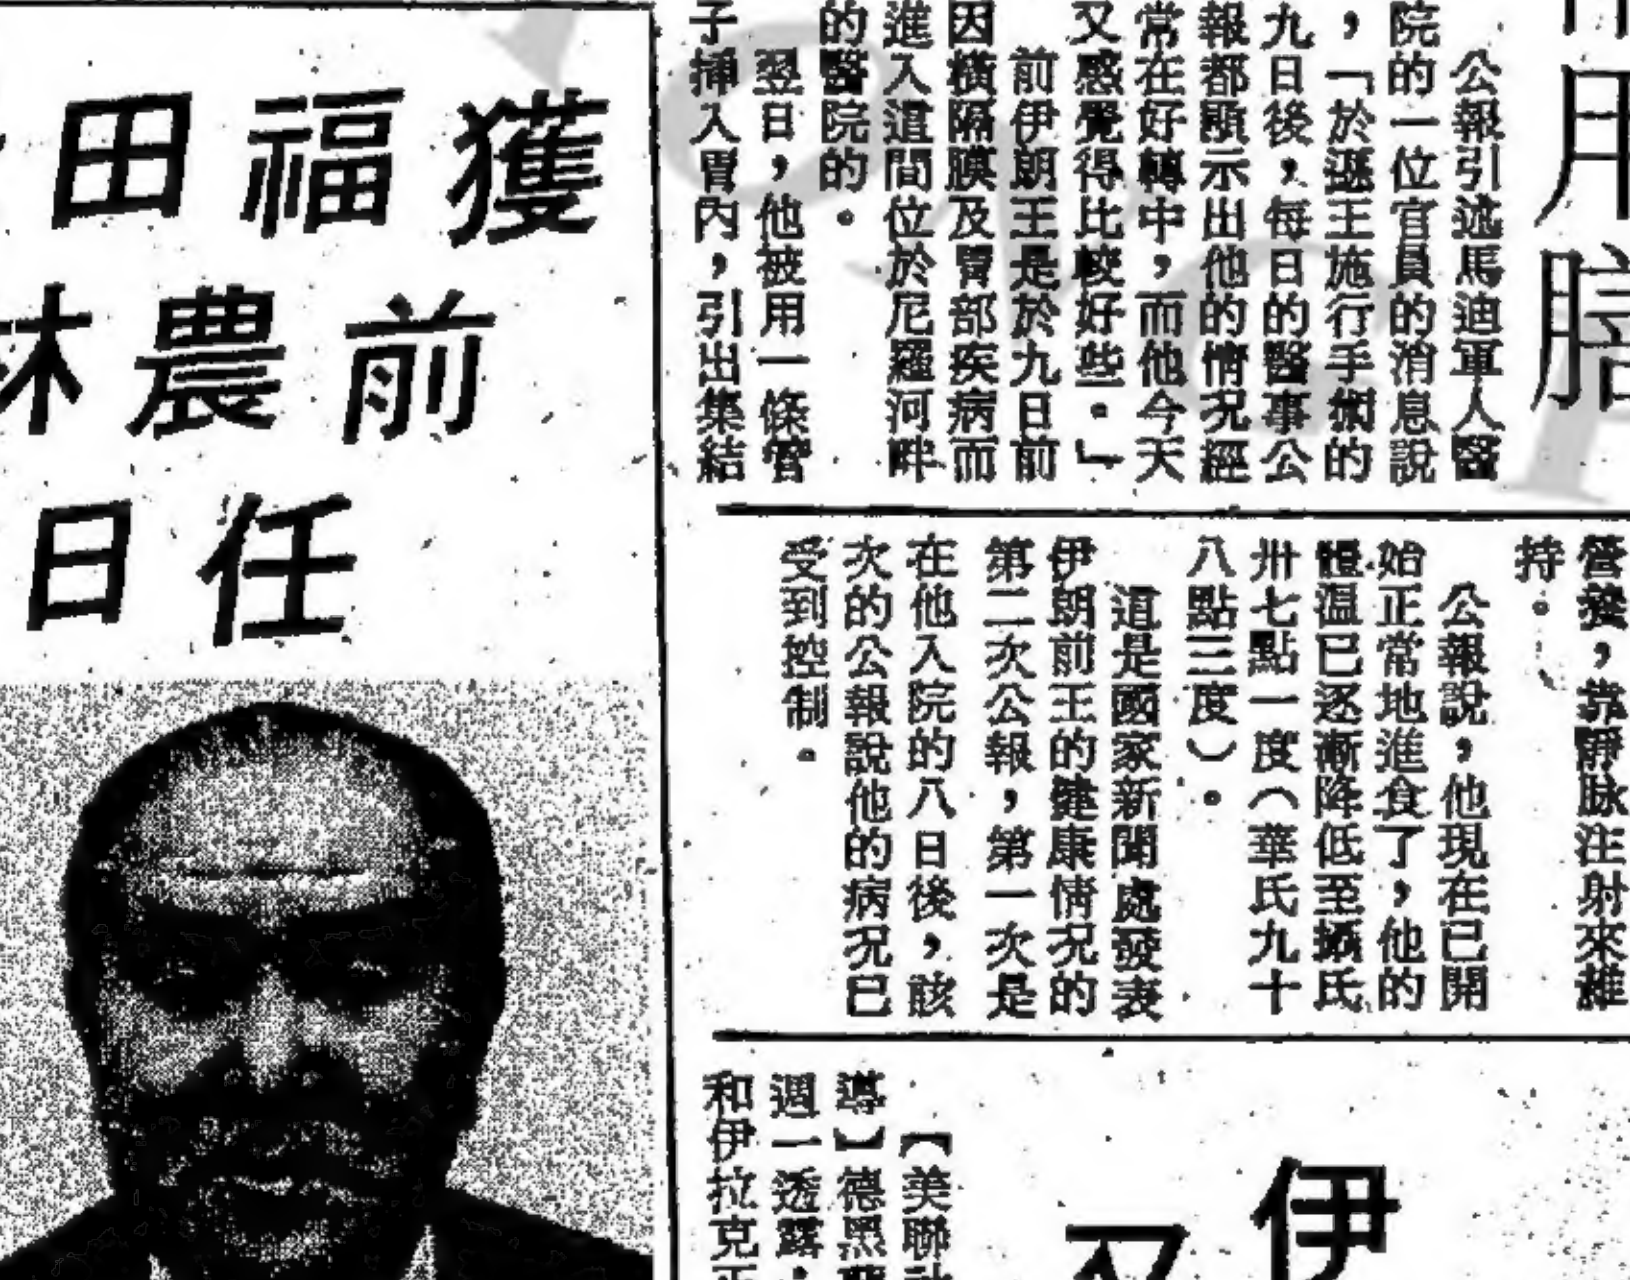 公報引述馬迪軍人醫
院的一位官員的消息說
，「於遜王施行手術的
九日後，每日的醫事公
報都顯示出他的情況經
常在好轉中，而他今天
又感覺得比較好些。」
前伊朗王是於九日前
因橫隔膜及胃部疾病而
進入這間位於尼羅河畔
的醫院的。
翌日，他被用一條管
子揷入胃內，引出集結
營養，靠靜脉注射來維
持。
公報說，他現在已開
始正常地進食了，他的
體温已逐漸降低至攝氏
卅七點一度（華氏九十
八點三度）。
這是國家新聞處發表
伊朗前王的健康情况的
第二次公報，第一次是
在他入院的八日後，該
次的公報說他的病况已
受到控制。
伊
【美聯
導】德黑
週一透露
和伊拉克
獲福田
前農林
任日